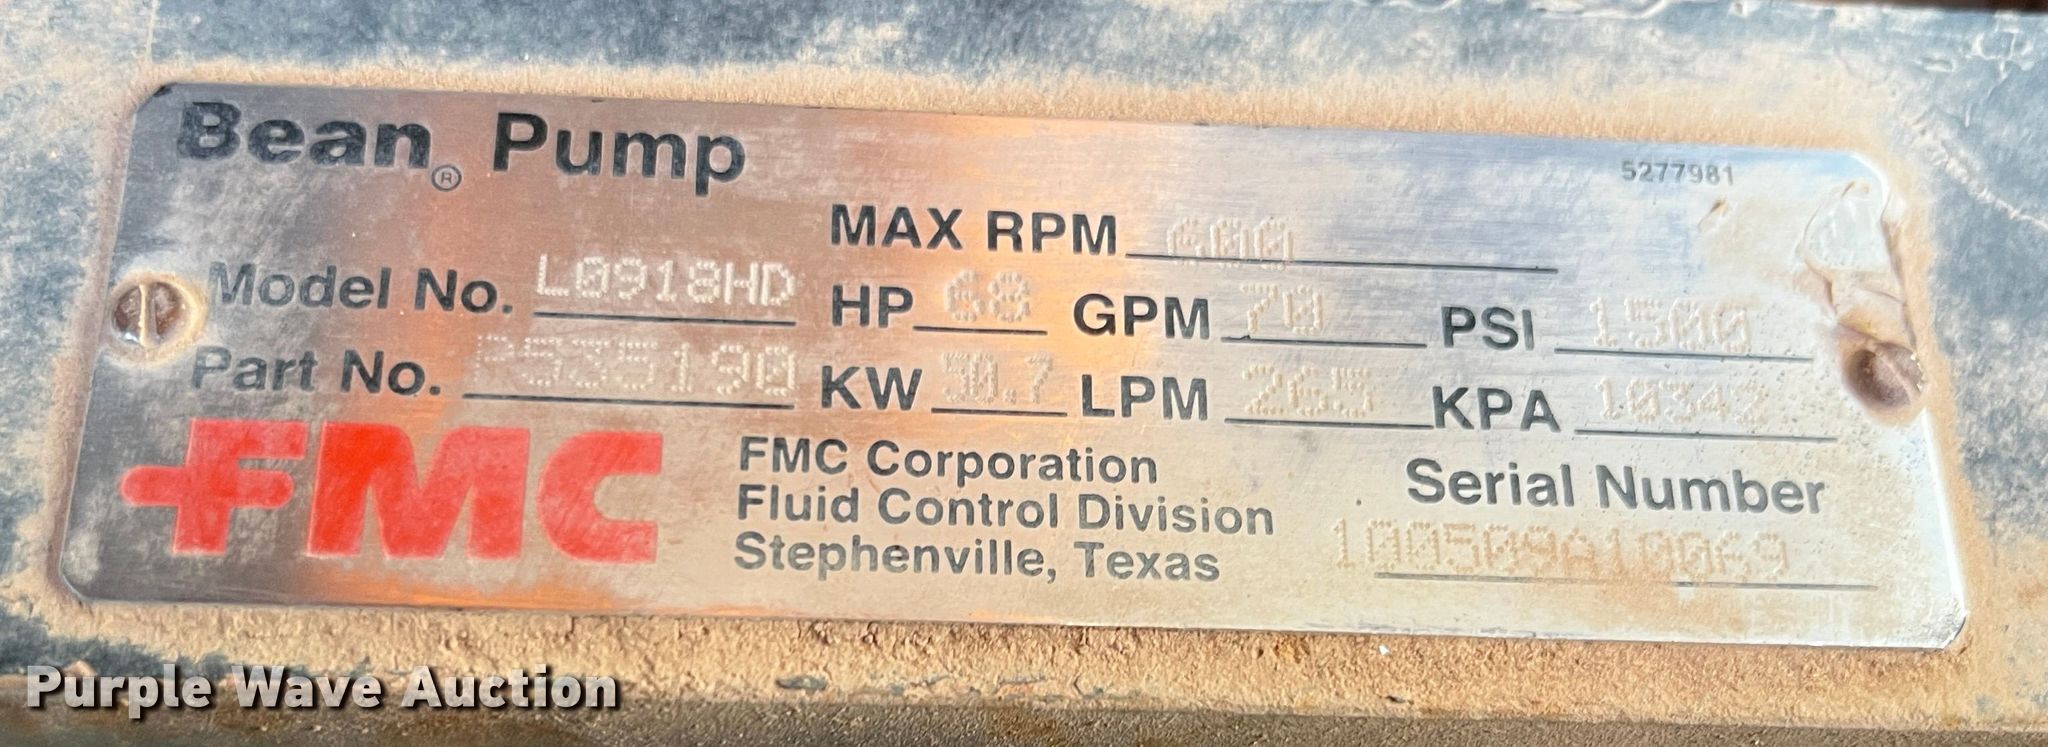 Bean® Pump
5277981
MAX RPM 600
Model No. L0918HD HP 68 GPM 70 PSI 1500
Part No. P535190 KW 50.7 LPM 265 KPA 10342
FMC
FMC Corporation
Fluid Control Division
Stephenville, Texas
Serial Number
Purple Wave Auction